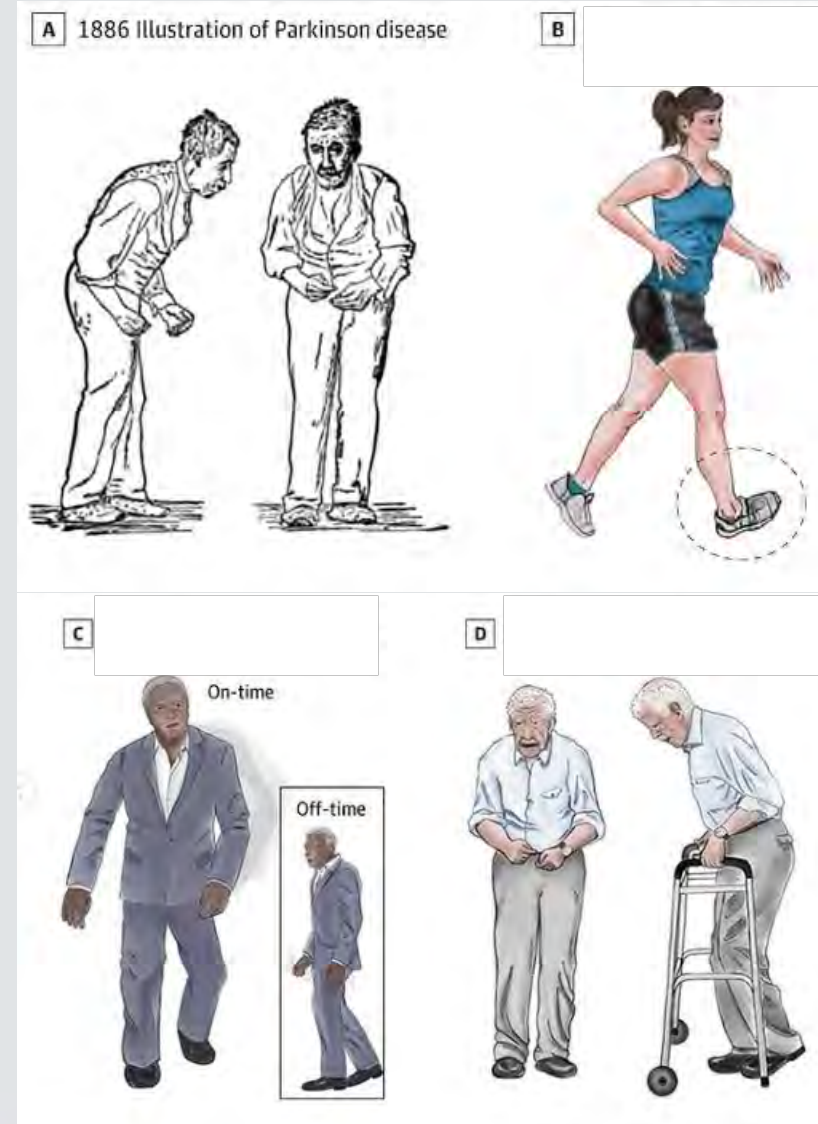 A 1886 Illustration of Parkinson disease
B
C
On-time
Off-time
D